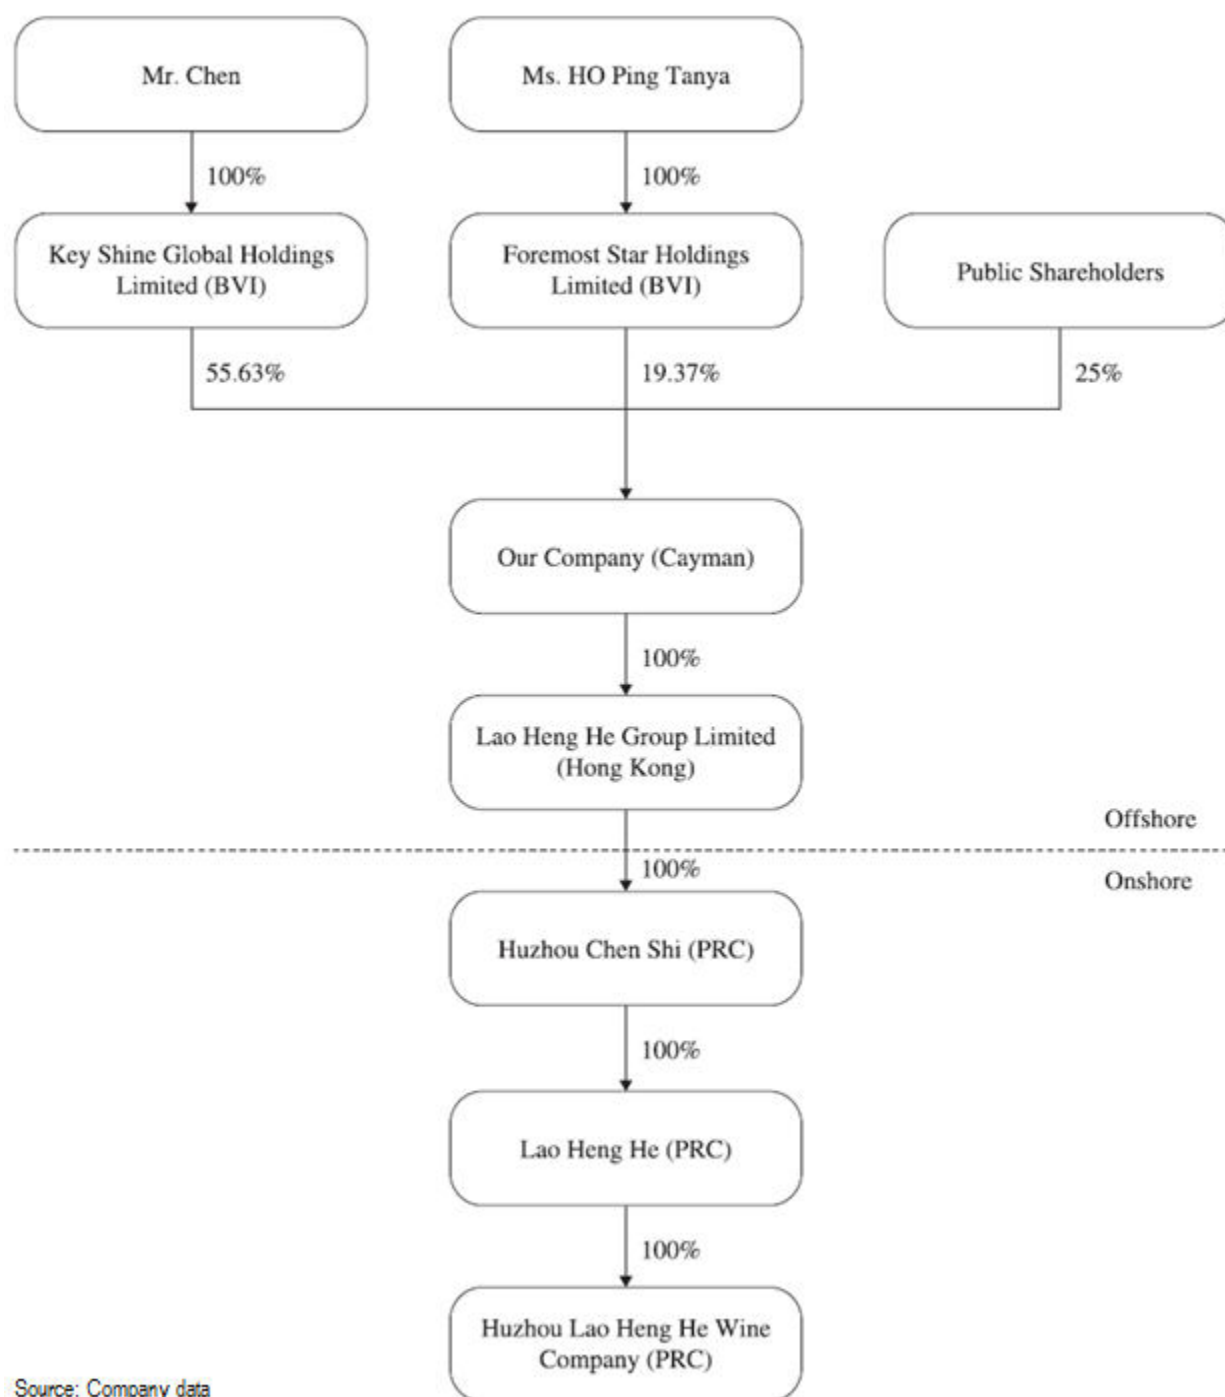 Mr. Chen
Ms. HO Ping Tanya
100%
100%
Key Shine Global Holdings
Limited (BVI)
Foremost Star Holdings
Limited (BVI)
Public Shareholders
55.63%
19.37%
25%
Our Company (Cayman)
100%
Lao Heng He Group Limited
(Hong Kong)
Offshore
100%
Onshore
Huzhou Chen Shi (PRC)
100%
Lao Heng He (PRC)
100%
Huzhou Lao Heng He Wine
Company (PRC)
Source: Company data